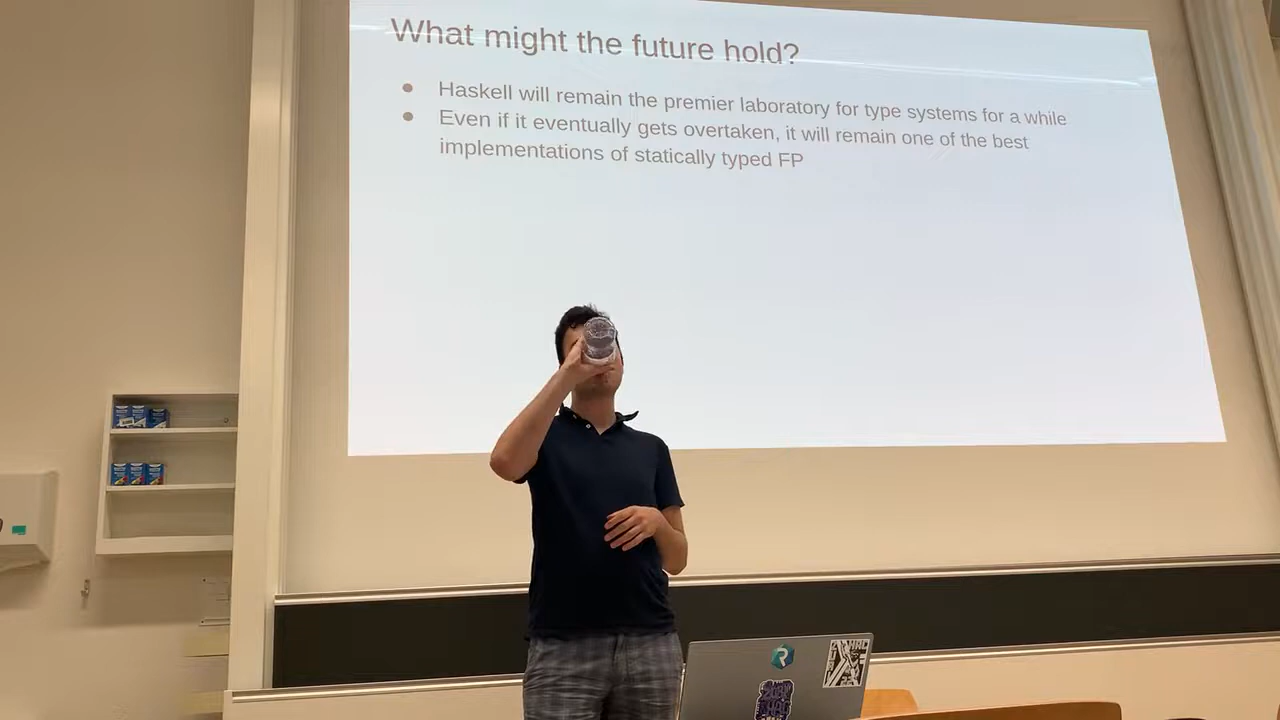 What might the future hold?
Haskell will remain the premier laboratory for type systems for a while
Even if it eventually gets overtaken, it will remain one of the best
implementations of statically typed FP